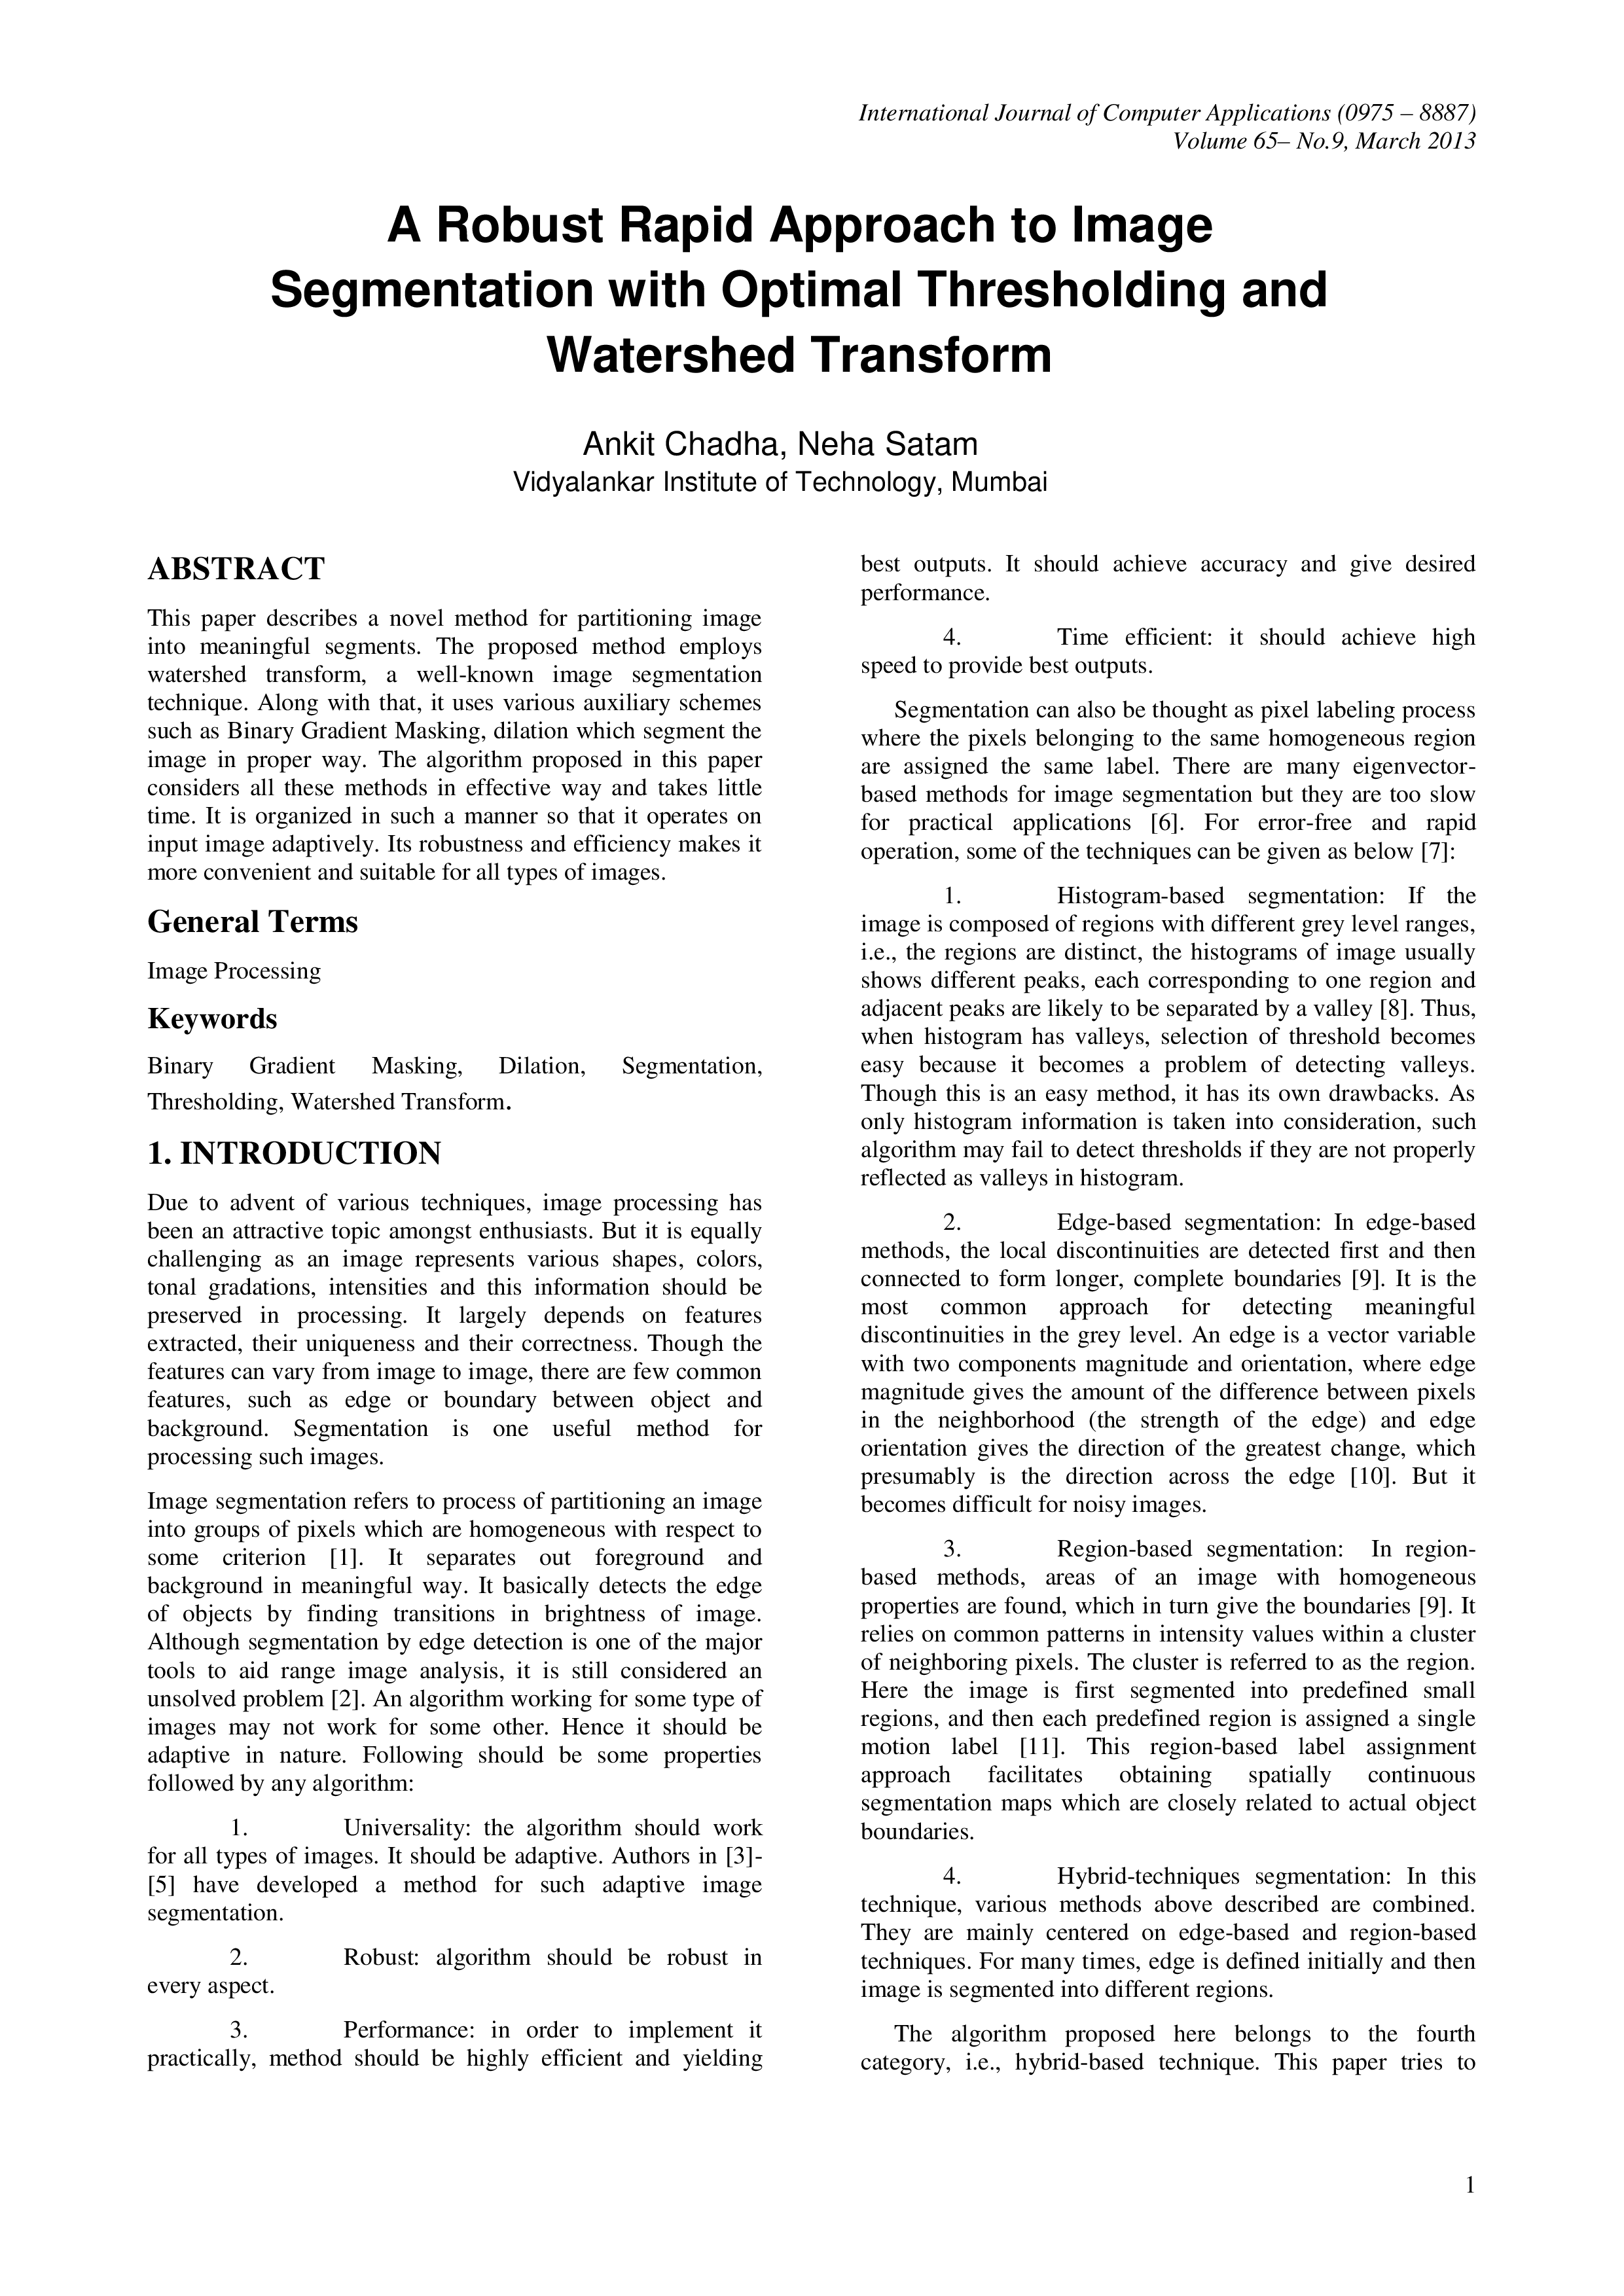 International Journal of Computer Applications (0975 – 8887)
Volume 65– No.9, March 2013
A Robust Rapid Approach to Image
Segmentation with Optimal Thresholding and
Watershed Transform
Ankit Chadha, Neha Satam
Vidyalankar Institute of Technology, Mumbai
ABSTRACT
This paper describes a novel method for partitioning image
into meaningful segments. The proposed method employs
watershed transform, a well-known image segmentation
technique. Along with that, it uses various auxiliary schemes
such as Binary Gradient Masking, dilation which segment the
image in proper way. The algorithm proposed in this paper
considers all these methods in effective way and takes little
time. It is organized in such a manner so that it operates on
input image adaptively. Its robustness and efficiency makes it
more convenient and suitable for all types of images.
General Terms
Image Processing
Keywords
Binary Gradient Masking, Dilation, Segmentation,
Thresholding, Watershed Transform.
1. INTRODUCTION
Due to advent of various techniques, image processing has
been an attractive topic amongst enthusiasts. But it is equally
challenging as an image represents various shapes, colors,
tonal gradations, intensities and this information should be
preserved in processing. It largely depends on features
extracted, their uniqueness and their correctness. Though the
features can vary from image to image, there are few common
features, such as edge or boundary between object and
background. Segmentation is one useful method for
processing such images.
Image segmentation refers to process of partitioning an image
into groups of pixels which are homogeneous with respect to
some criterion [1]. It separates out foreground and
background in meaningful way. It basically detects the edge
of objects by finding transitions in brightness of image.
Although segmentation by edge detection is one of the major
tools to aid range image analysis, it is still considered an
unsolved problem [2]. An algorithm working for some type of
images may not work for some other. Hence it should be
adaptive in nature. Following should be some properties
followed by any algorithm:
1. Universality: the algorithm should work
for all types of images. It should be adaptive. Authors in [3]-
[5] have developed a method for such adaptive image
segmentation.
2. Robust: algorithm should be robust in
every aspect.
3. Performance: in order to implement it
practically, method should be highly efficient and yielding
best outputs. It should achieve accuracy and give desired
performance.
4. Time efficient: it should achieve high
speed to provide best outputs.
Segmentation can also be thought as pixel labeling process
where the pixels belonging to the same homogeneous region
are assigned the same label. There are many eigenvector-
based methods for image segmentation but they are too slow
for practical applications [6]. For error-free and rapid
operation, some of the techniques can be given as below [7]:
1. Histogram-based segmentation: If the
image is composed of regions with different grey level ranges,
i.e., the regions are distinct, the histograms of image usually
shows different peaks, each corresponding to one region and
adjacent peaks are likely to be separated by a valley [8]. Thus,
when histogram has valleys, selection of threshold becomes
easy because it becomes a problem of detecting valleys.
Though this is an easy method, it has its own drawbacks. As
only histogram information is taken into consideration, such
algorithm may fail to detect thresholds if they are not properly
reflected as valleys in histogram.
2. Edge-based segmentation: In edge-based
methods, the local discontinuities are detected first and then
connected to form longer, complete boundaries [9]. It is the
most common approach for detecting meaningful
discontinuities in the grey level. An edge is a vector variable
with two components magnitude and orientation, where edge
magnitude gives the amount of the difference between pixels
in the neighborhood (the strength of the edge) and edge
orientation gives the direction of the greatest change, which
presumably is the direction across the edge [10]. But it
becomes difficult for noisy images.
3. Region-based segmentation: In region-
based methods, areas of an image with homogeneous
properties are found, which in turn give the boundaries [9]. It
relies on common patterns in intensity values within a cluster
of neighboring pixels. The cluster is referred to as the region.
Here the image is first segmented into predefined small
regions, and then each predefined region is assigned a single
motion label [11]. This region-based label assignment
approach facilitates obtaining spatially continuous
segmentation maps which are closely related to actual object
boundaries.
4. Hybrid-techniques segmentation: In this
technique, various methods above described are combined.
They are mainly centered on edge-based and region-based
techniques. For many times, edge is defined initially and then
image is segmented into different regions.
The algorithm proposed here belongs to the fourth
category, i.e., hybrid-based technique. This paper tries to
1